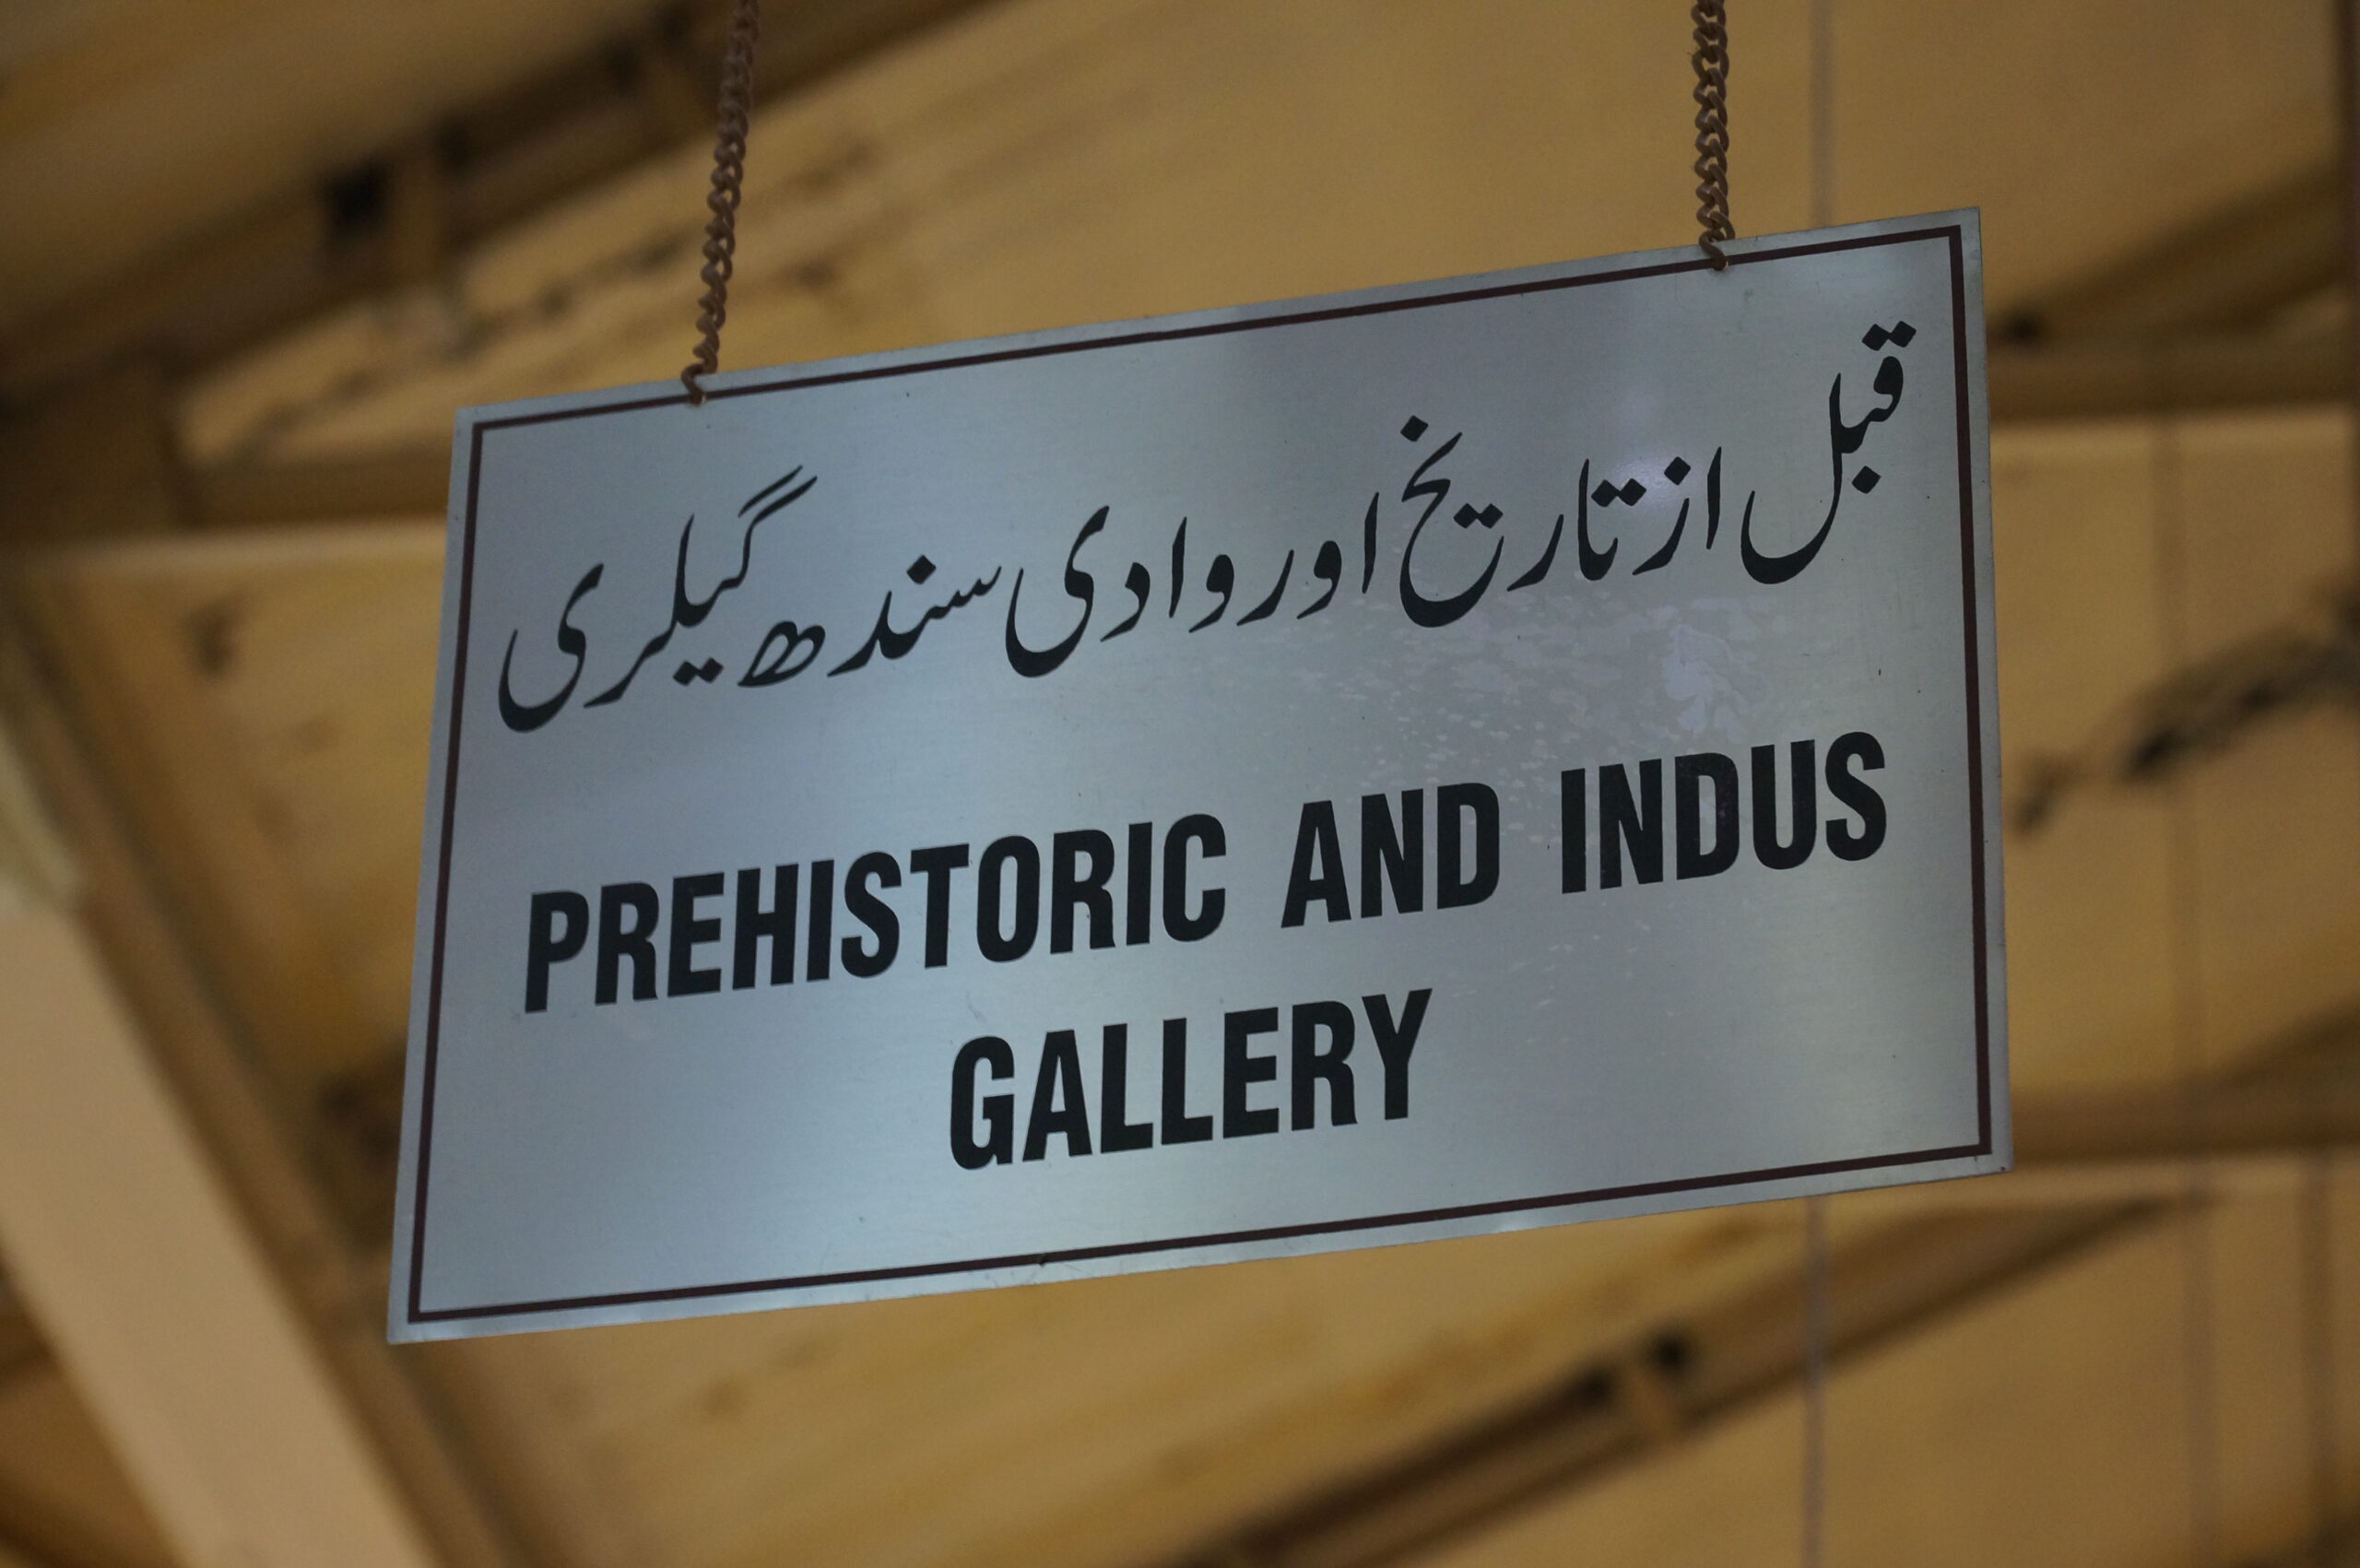 قبل از تاریخ اور وادی سندھ گیلری
PREHISTORIC AND INDUS
GALLERY